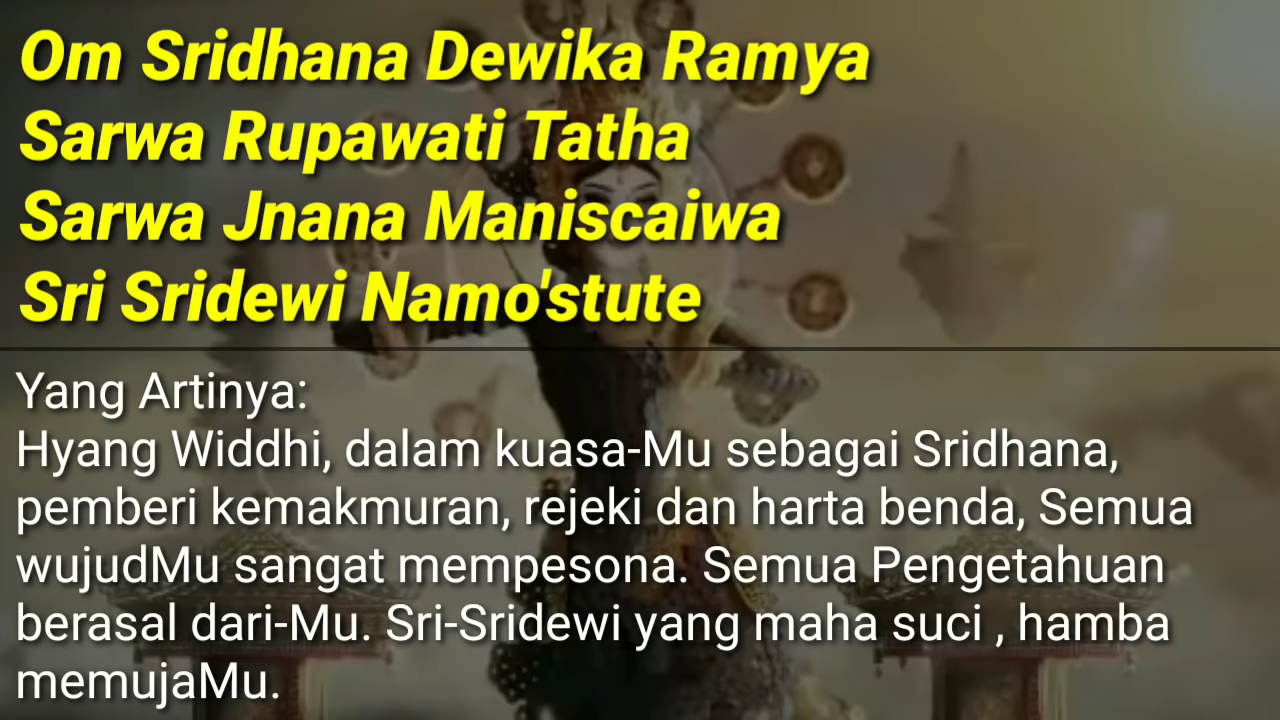 Om Sridhana Dewika Ramya
Sarwa Rupawati Tatha
Sarwa Jnana Maniscaiwa
Sri Sridewi Namo'stute
Yang Artinya:
Hyang Widdhi, dalam kuasa-Mu sebagai Sridhana,
pemberi kemakmuran, rejeki dan harta benda, Semua
wujudMu sangat mempesona. Semua Pengetahuan
berasal dari-Mu. Sri-Sridewi yang maha suci , hamba
memujaMu.